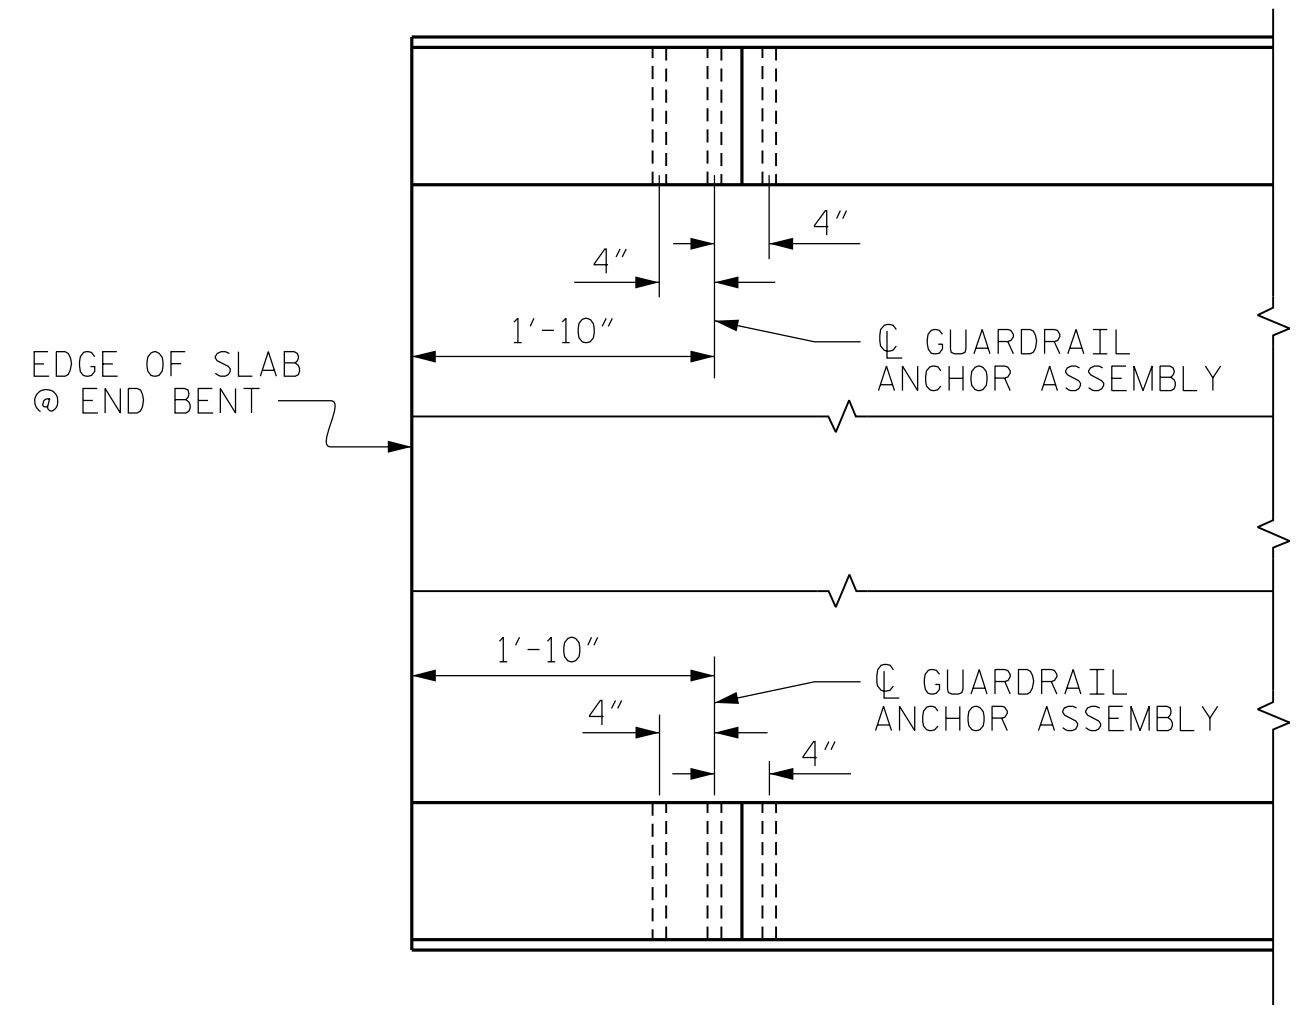 4"
4"
1'-10"
℄ GUARDRAIL
ANCHOR ASSEMBLY
EDGE OF SLAB
@ END BENT
1'-10"
℄ GUARDRAIL
ANCHOR ASSEMBLY
4"
4"